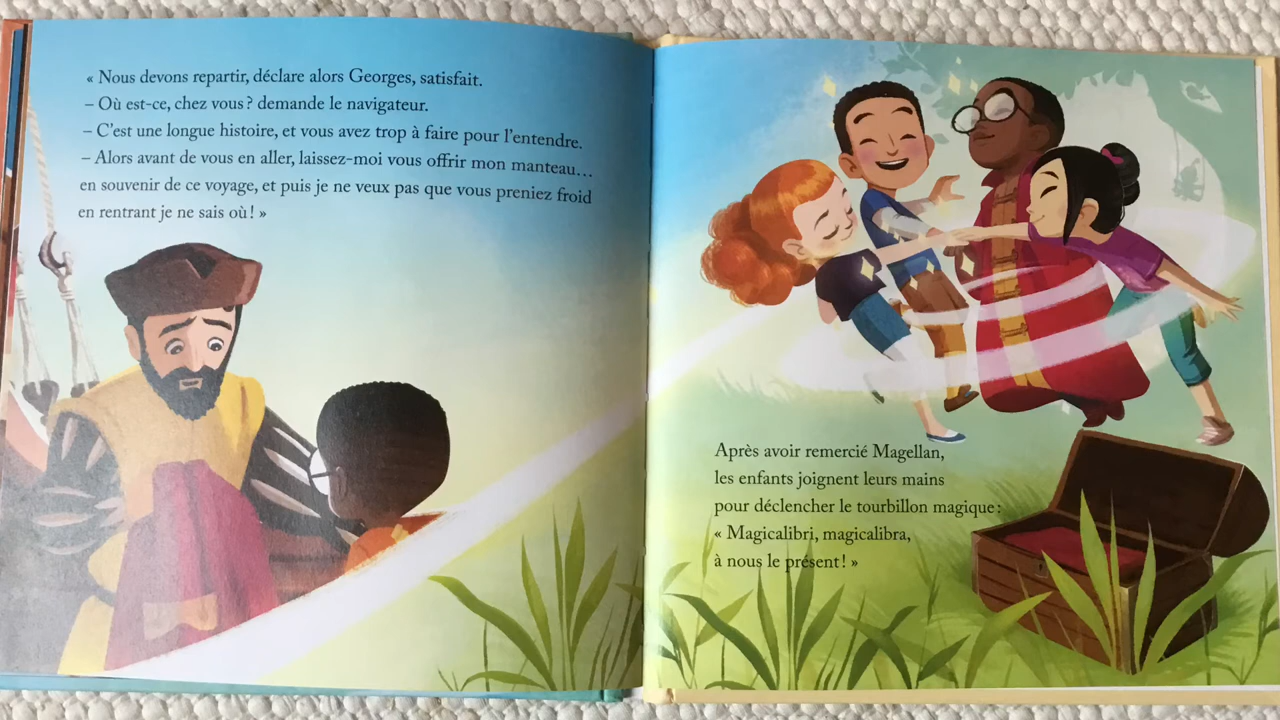 « Nous devons repartir, déclare alors Georges, satisfait.
– Où est-ce, chez vous ? demande le navigateur.
– C’est une longue histoire, et vous avez trop à faire pour l’entendre.
– Alors avant de vous en aller, laissez-moi vous offrir mon manteau…
en souvenir de ce voyage, et puis je ne veux pas que vous preniez froid
en rentrant je ne sais où ! »
Après avoir remercié Magellan,
les enfants joignent leurs mains
pour déclencher le tourbillon magique :
« Magicalibri, magicalibra,
à nous le présent ! »